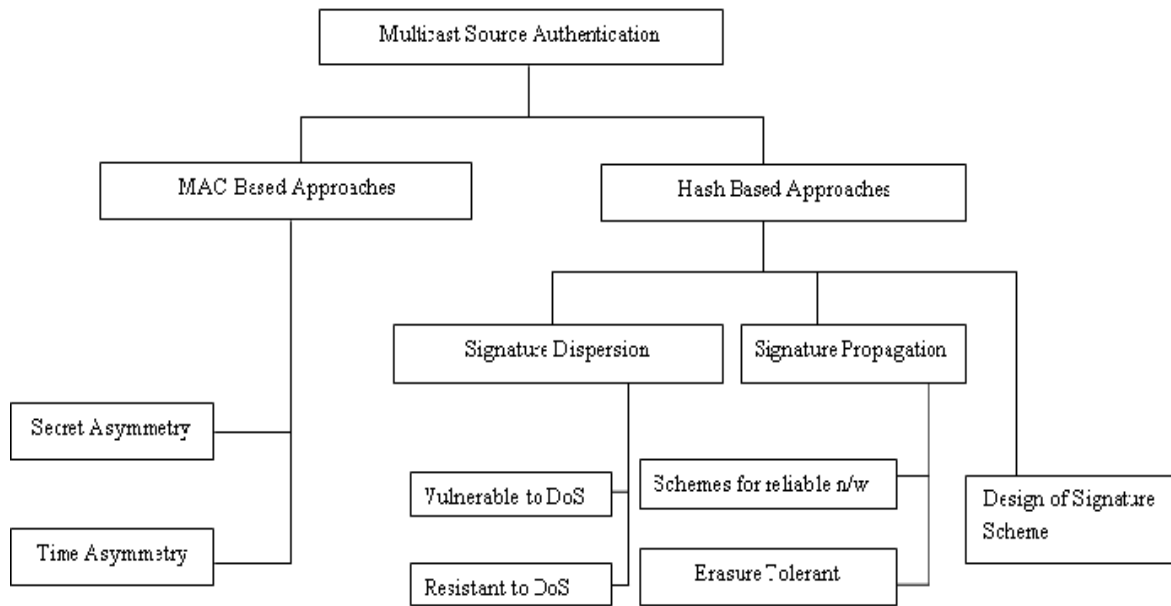 Multicast Source Authentication
MAC Based Approaches
Hash Based Approaches
Signature Dispersion
Signature Propagation
Secret Asymmetry
Schemes for reliable n/w
Vulnerable to DoS
Design of Signature
Scheme
Time Asymmetry
Erasure Tolerant
Resistant to DoS